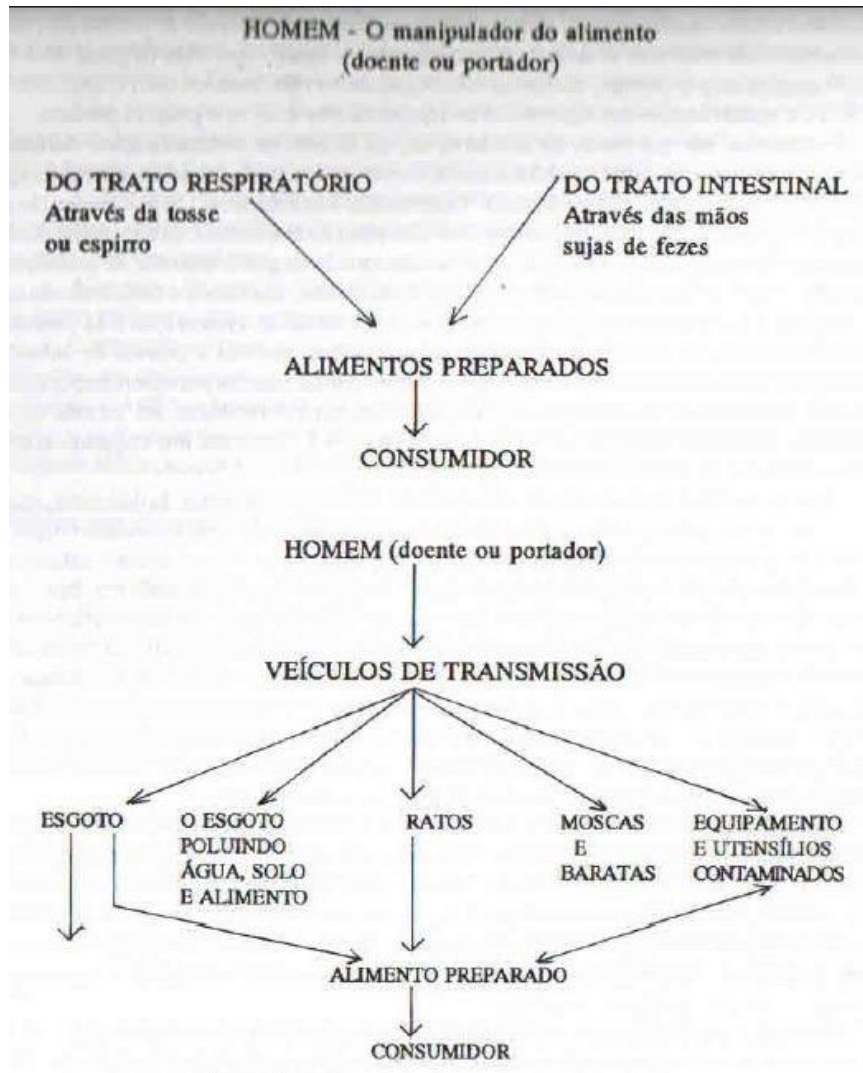 HOMEM - O manipulador do alimento
(doente ou portador)
DO TRATO RESPIRATÓRIO
Através da tosse
ou espirro
DO TRATO INTESTINAL
Através das mãos
sujas de fezes
ALIMENTOS PREPARADOS
CONSUMIDOR
HOMEM (doente ou portador)
VEÍCULOS DE TRANSMISSÃO
ESGOTO
O ESGOTO
POLUINDO
ÁGUA, SOLO
E ALIMENTO
RATOS
MOSCAS
E
BARATAS
EQUIPAMENTO
E UTENSÍLIOS
CONTAMINADOS
ALIMENTO PREPARADO
CONSUMIDOR